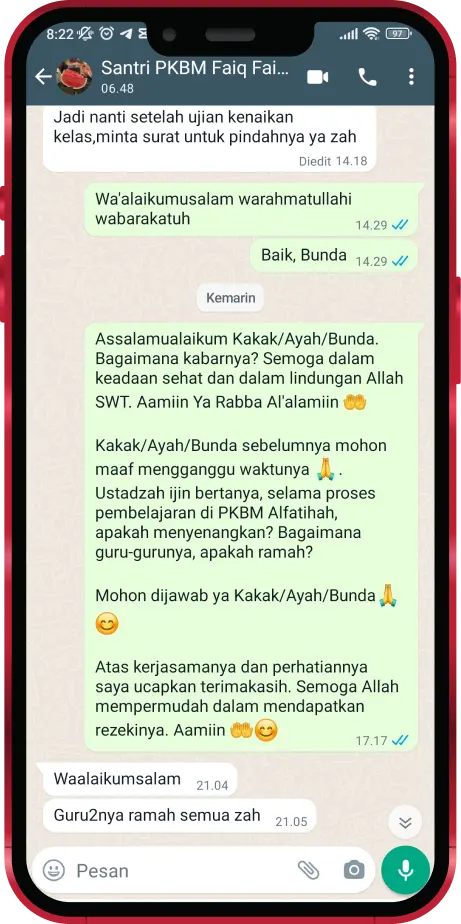 8:22
97
Santri PKBM Faiq Fai...
06.48
Jadi nanti setelah ujian kenaikan
kelas,minta surat untuk pindahnya ya zah
Diedit 14.18
Wa'alaikumusalam warahmatullahi
wabarakatuh
14.29
Baik, Bunda 14.29
Kemarin
Assalamualaikum Kakak/Ayah/Bunda.
Bagaimana kabarnya? Semoga dalam
keadaan sehat dan dalam lindungan Allah
SWT. Aamiin Ya Rabba Al'alamiin 🤲
Kakak/Ayah/Bunda sebelumnya mohon
maaf mengganggu waktunya 🙏 .
Ustadzah ijin bertanya, selama proses
pembelajaran di PKBM Alfatihah,
apakah menyenangkan? Bagaimana
guru-gurunya, apakah ramah?
Mohon dijawab ya Kakak/Ayah/Bunda🙏
😊
Atas kerjasamanya dan perhatiannya
saya ucapkan terimakasih. Semoga Allah
mempermudah dalam mendapatkan
rezekinya. Aamiin 🤲😊
17.17
Waalaikumsalam 21.04
Guru2nya ramah semua zah 21.05
Pesan